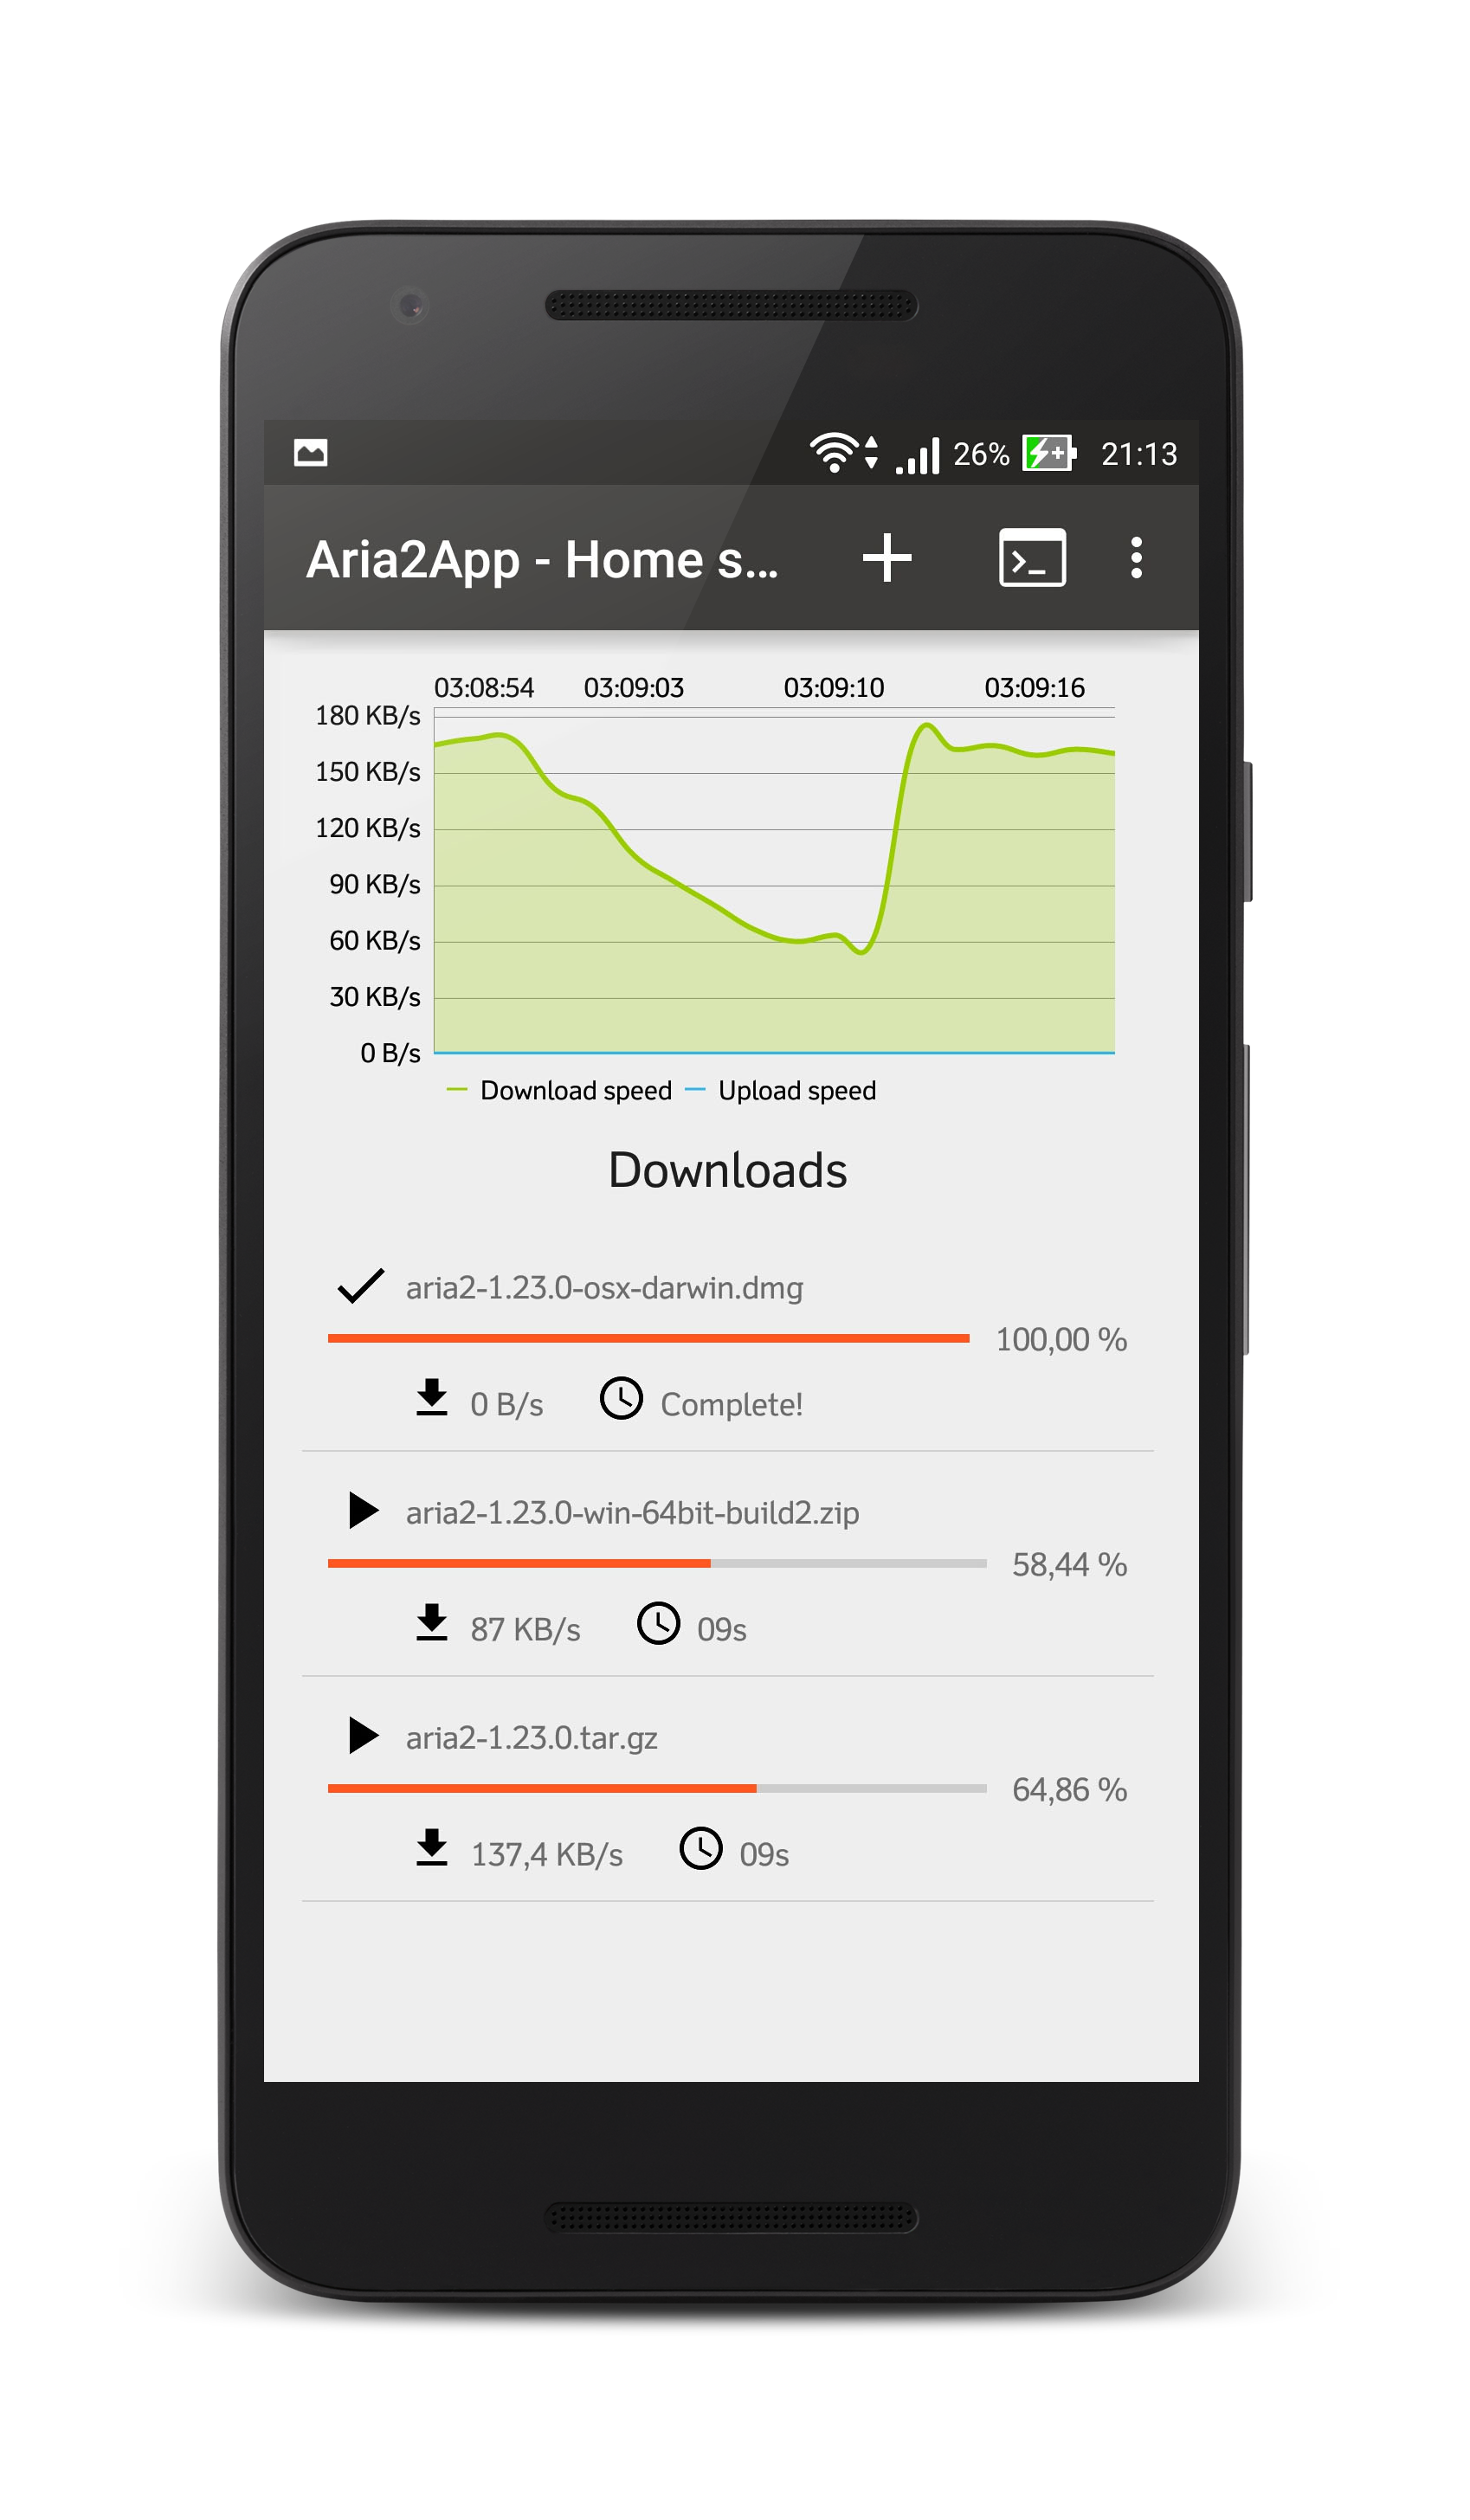 26% 21:13
Aria2App - Home s...
03:08:54 03:09:03 03:09:10 03:09:16
180 KB/s
150 KB/s
120 KB/s
90 KB/s
60 KB/s
30 KB/s
0 B/s
Download speed Upload speed
Downloads
aria2-1.23.0-osx-darwin.dmg
100,00 %
0 B/s Complete!
aria2-1.23.0-win-64bit-build2.zip
58,44 %
87 KB/s 09s
aria2-1.23.0.tar.gz
64,86 %
137,4 KB/s 09s